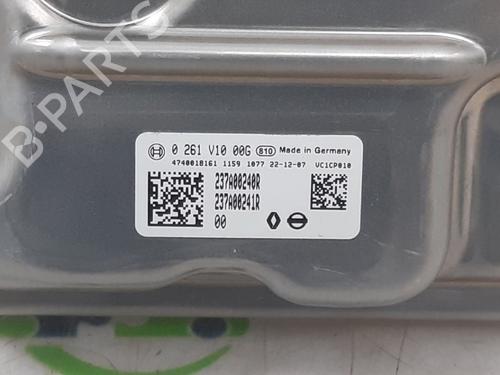 B-PARTS
0 261 V10 00G 810 Made in Germany
4740018161 1159 1077 22-12-07 VC1CP010
237A00240R
237A00241R
00